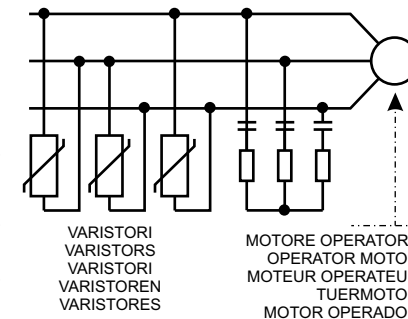 VARISTORI
VARISTORS
VARISTORI
VARISTOREN
VARISTORES
MOTORE OPERATOR
OPERATOR MOTO
MOTEUR OPERATEU
TUERMOTO
MOTOR OPERADO